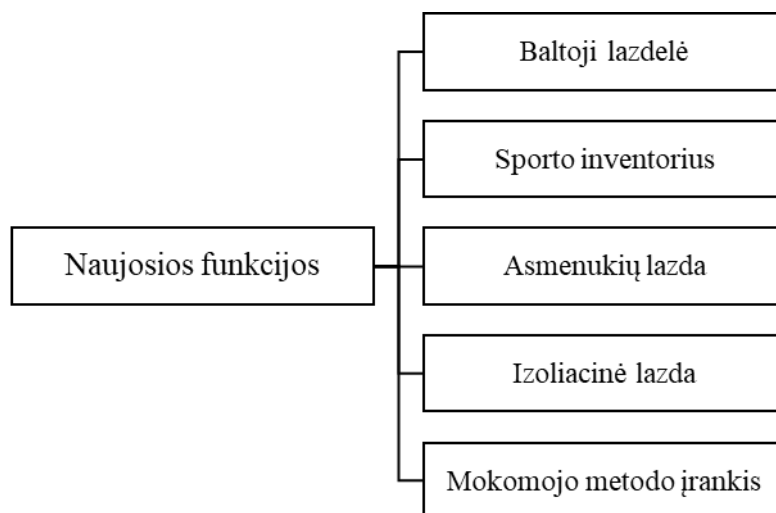 Baltoji lazdelė
Sporto inventorius
Naujosios funkcijos
Asmenukių lazda
Izoliacinė lazda
Mokomojo metodo įrankis